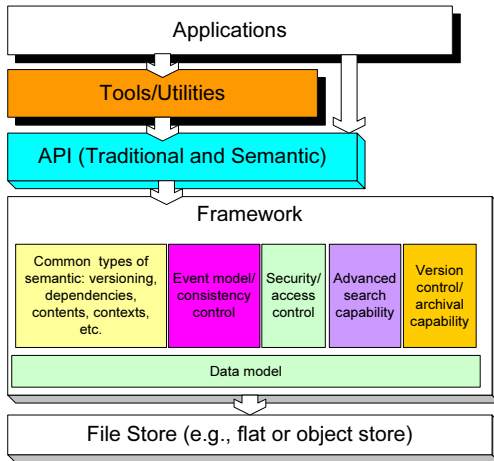 Applications
Tools/Utilities
API (Traditional and Semantic)
Framework
Common types of
semantic: versioning,
dependencies,
contents, contexts,
etc.
Event model/
consistency
control
Security/
access
control
Advanced
search
capability
Version
control/
archival
capability
Data model
File Store (e.g., flat or object store)